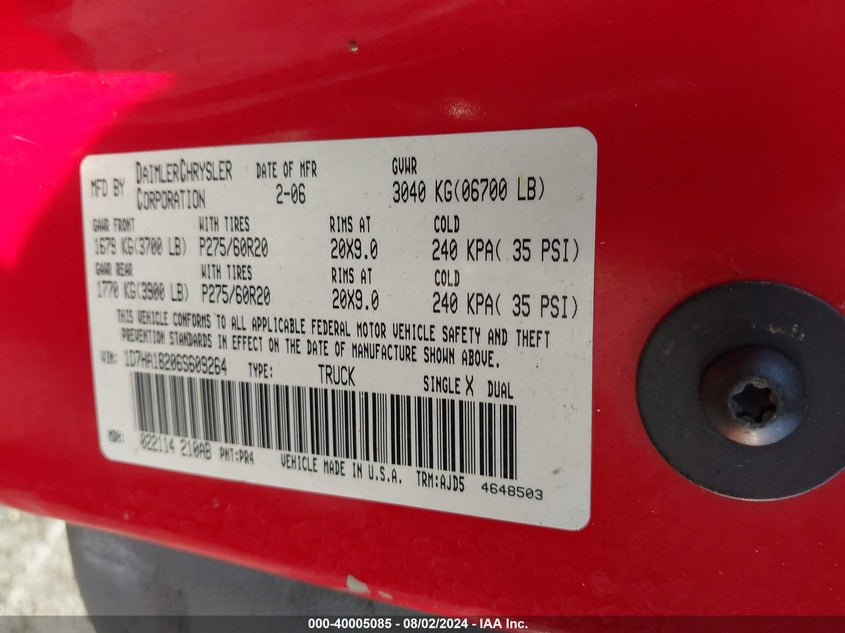 MFD BY DAIMLERCHRYSLER CORPORATION DATE OF MFR 2-06 GVWR 3040 KG(06700 LB)
GAWR FRONT WITH TIRES RIMS AT COLD
1679 KG(3700 LB) P275/60R20 20X9.0 240 KPA( 35 PSI)
GAWR REAR WITH TIRES RIMS AT COLD
1770 KG(3900 LB) P275/60R20 20X9.0 240 KPA( 35 PSI)
THIS VEHICLE CONFORMS TO ALL APPLICABLE FEDERAL MOTOR VEHICLE SAFETY AND THEFT
PREVENTION STANDARDS IN EFFECT ON THE DATE OF MANUFACTURE SHOWN ABOVE.
VIN: 1D7HA18206S609264 TYPE: TRUCK SINGLE X DUAL
MDH: 022114 210AB PNT:PR4 VEHICLE MADE IN U.S.A. TRM:AJD5 4648503
000-40005085 - 08/02/2024 - www.iaai.com